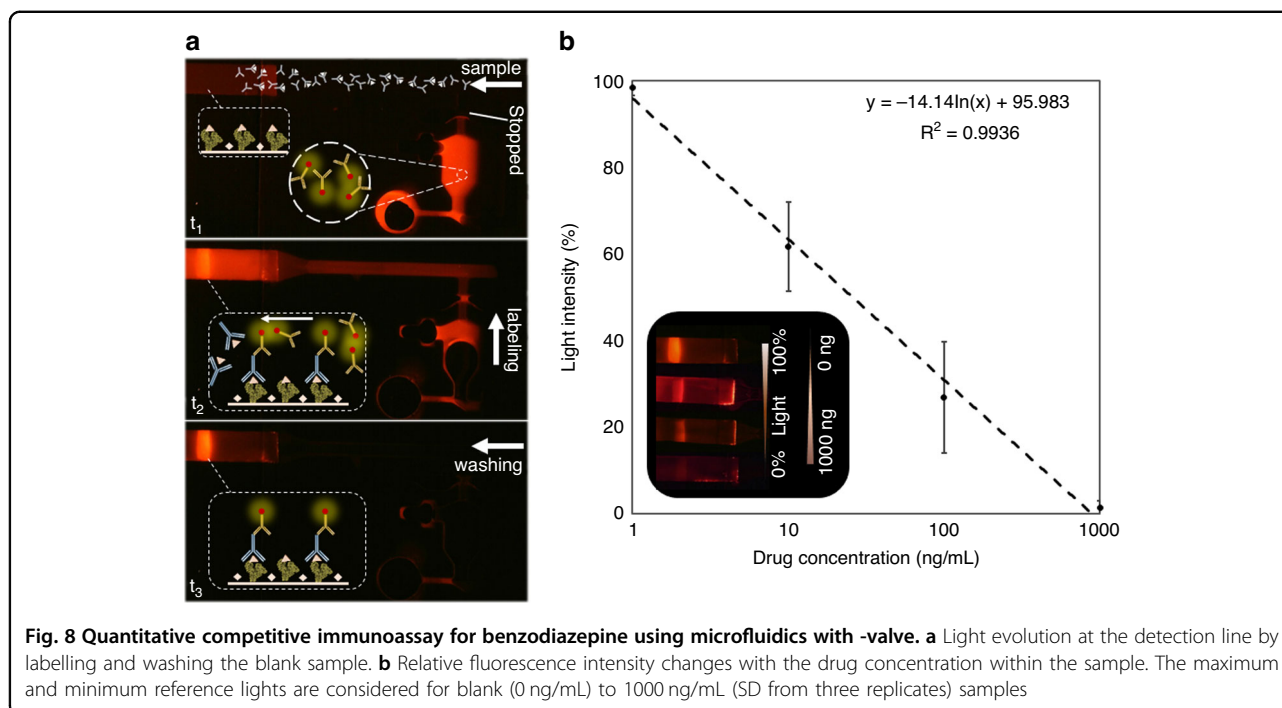 a
sample
Stopped
t1
labeling
t2
washing
t3
b
y = –14.14ln(x) + 95.983
R² = 0.9936
Light intensity (%)
100
80
60
40
20
0
1
10
100
1000
Drug concentration (ng/mL)
0% Light 100%
1000 ng 0 ng
Fig. 8 Quantitative competitive immunoassay for benzodiazepine using microfluidics with -valve. a Light evolution at the detection line by
labelling and washing the blank sample. b Relative fluorescence intensity changes with the drug concentration within the sample. The maximum
and minimum reference lights are considered for blank (0 ng/mL) to 1000 ng/mL (SD from three replicates) samples